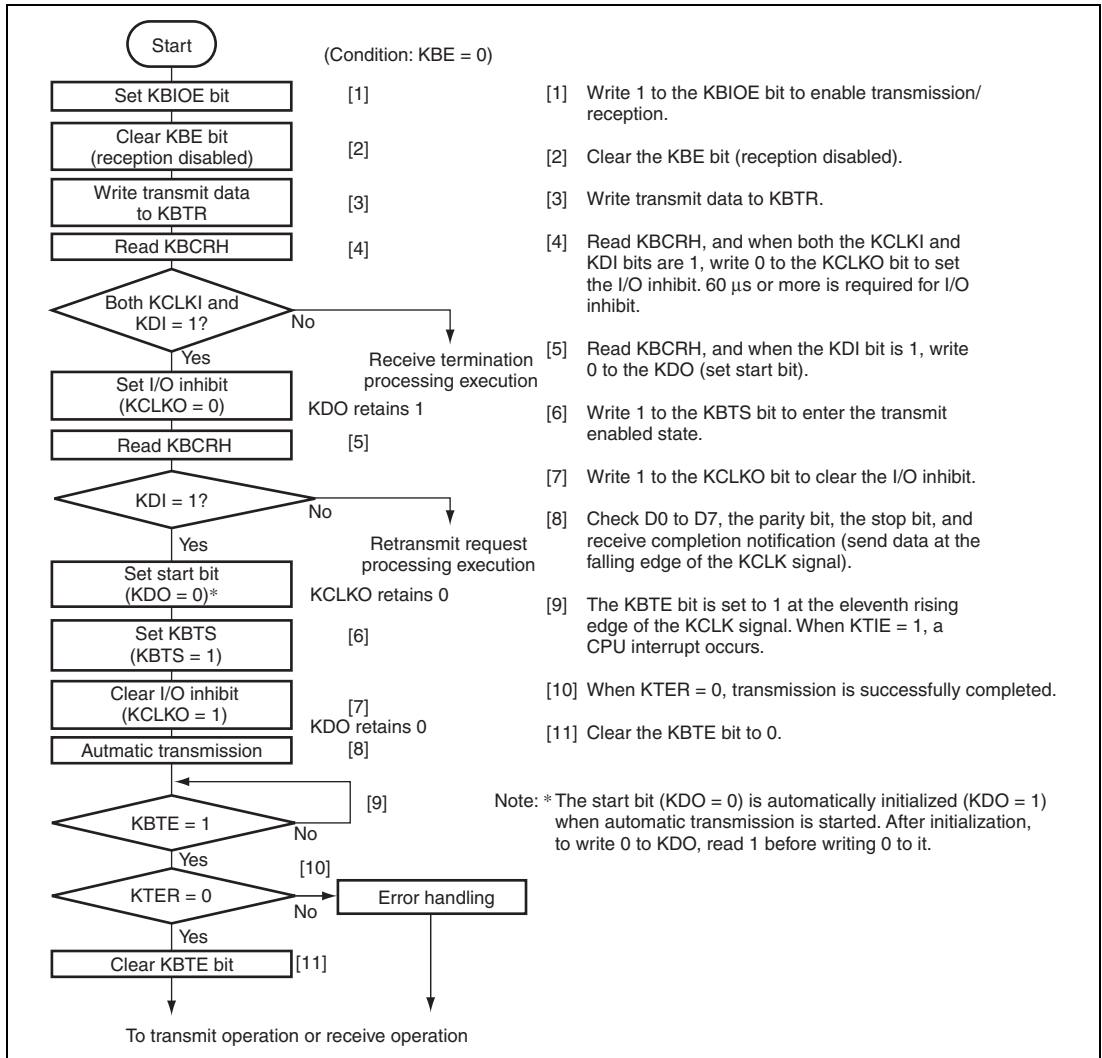 Start
(Condition: KBE = 0)
Set KBIOE bit
[1]
Clear KBE bit
(reception disabled)
[2]
Write transmit data
to KBTR
[3]
Read KBCRH
[4]
Both KCLKI and
KDI = 1?
No
Yes
Receive termination
processing execution
Set I/O inhibit
(KCLKO = 0)
KDO retains 1
Read KBCRH
[5]
KDI = 1?
No
Yes
Retransmit request
processing execution
Set start bit
(KDO = 0)*
KCLKO retains 0
Set KBTS
(KBTS = 1)
[6]
Clear I/O inhibit
(KCLKO = 1)
[7]
KDO retains 0
Autmatic transmission
[8]
KBTE = 1
[9]
No
Yes
KTER = 0
[10]
No
Error handling
Yes
Clear KBTE bit
[11]
To transmit operation or receive operation
[1] Write 1 to the KBIOE bit to enable transmission/
reception.
[2] Clear the KBE bit (reception disabled).
[3] Write transmit data to KBTR.
[4] Read KBCRH, and when both the KCLKI and
KDI bits are 1, write 0 to the KCLKO bit to set
the I/O inhibit. 60 µs or more is required for I/O
inhibit.
[5] Read KBCRH, and when the KDI bit is 1, write
0 to the KDO (set start bit).
[6] Write 1 to the KBTS bit to enter the transmit
enabled state.
[7] Write 1 to the KCLKO bit to clear the I/O inhibit.
[8] Check D0 to D7, the parity bit, the stop bit, and
receive completion notification (send data at the
falling edge of the KCLK signal).
[9] The KBTE bit is set to 1 at the eleventh rising
edge of the KCLK signal. When KTIE = 1, a
CPU interrupt occurs.
[10] When KTER = 0, transmission is successfully completed.
[11] Clear the KBTE bit to 0.
Note: * The start bit (KDO = 0) is automatically initialized (KDO = 1)
when automatic transmission is started. After initialization,
to write 0 to KDO, read 1 before writing 0 to it.